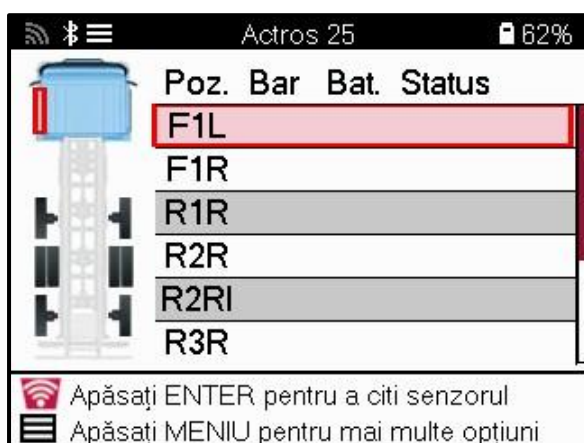 Actros 25 62%
Poz. Bar Bat. Status
F1L
F1R
R1R
R2R
R2RI
R3R
Apăsați ENTER pentru a citi senzorul
Apăsați MENIU pentru mai multe optiuni